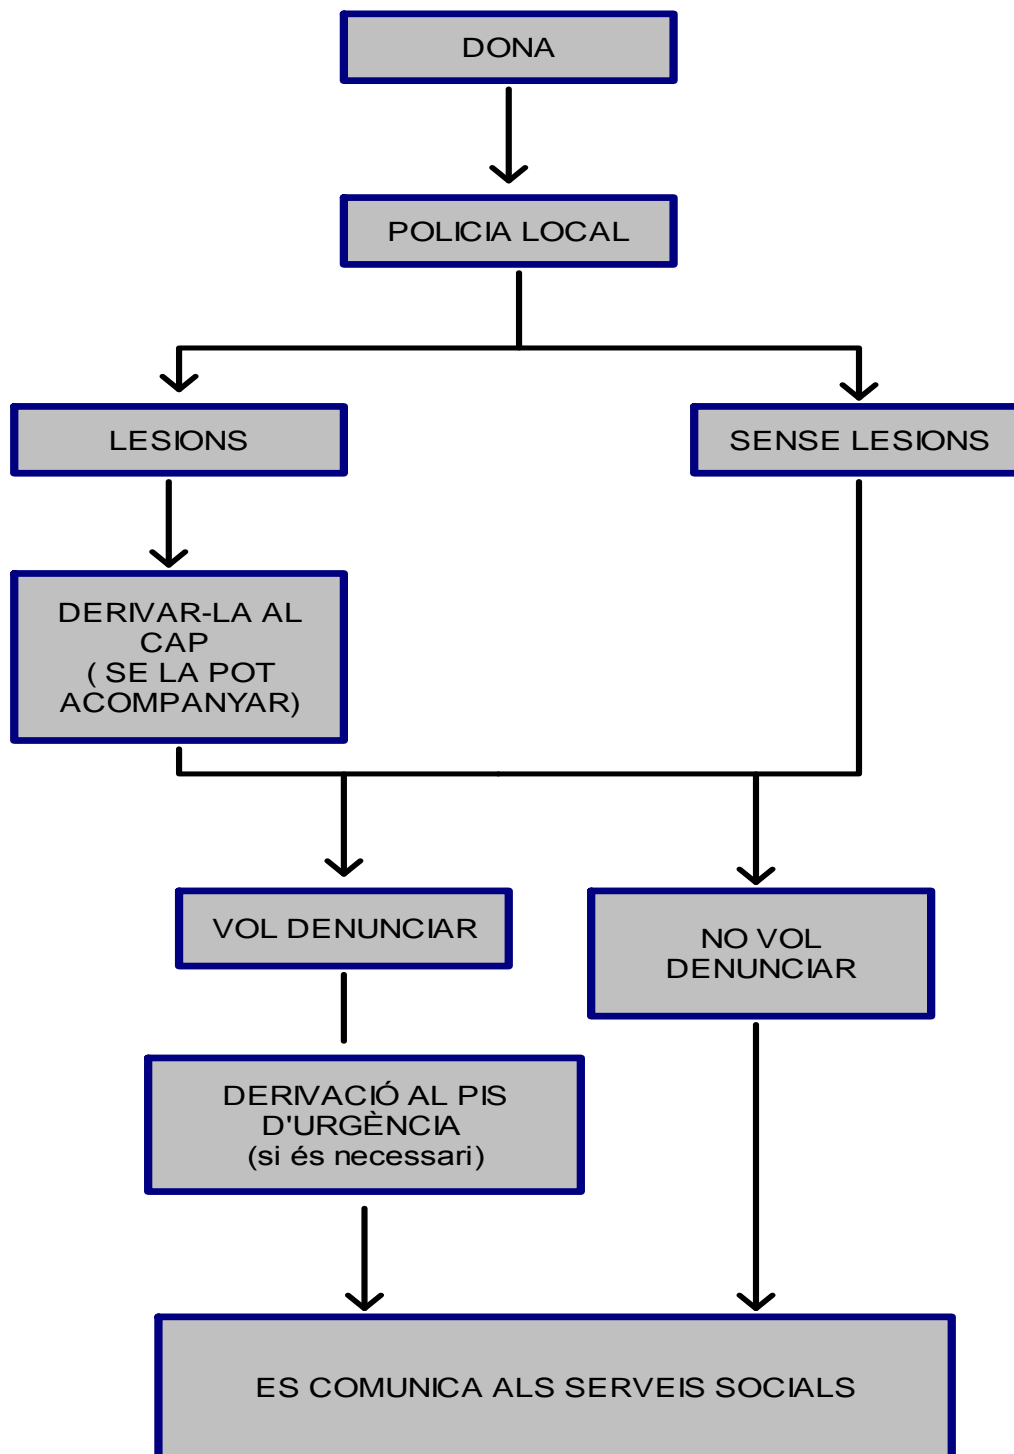 DONA
POLICIA LOCAL
LESIONS
SENSE LESIONS
DERIVAR-LA AL
CAP
( SE LA POT
ACOMPANYAR)
VOL DENUNCIAR
NO VOL
DENUNCIAR
DERIVACIÓ AL PIS
D'URGÈNCIA
(si és necessari)
ES COMUNICA ALS SERVEIS SOCIALS